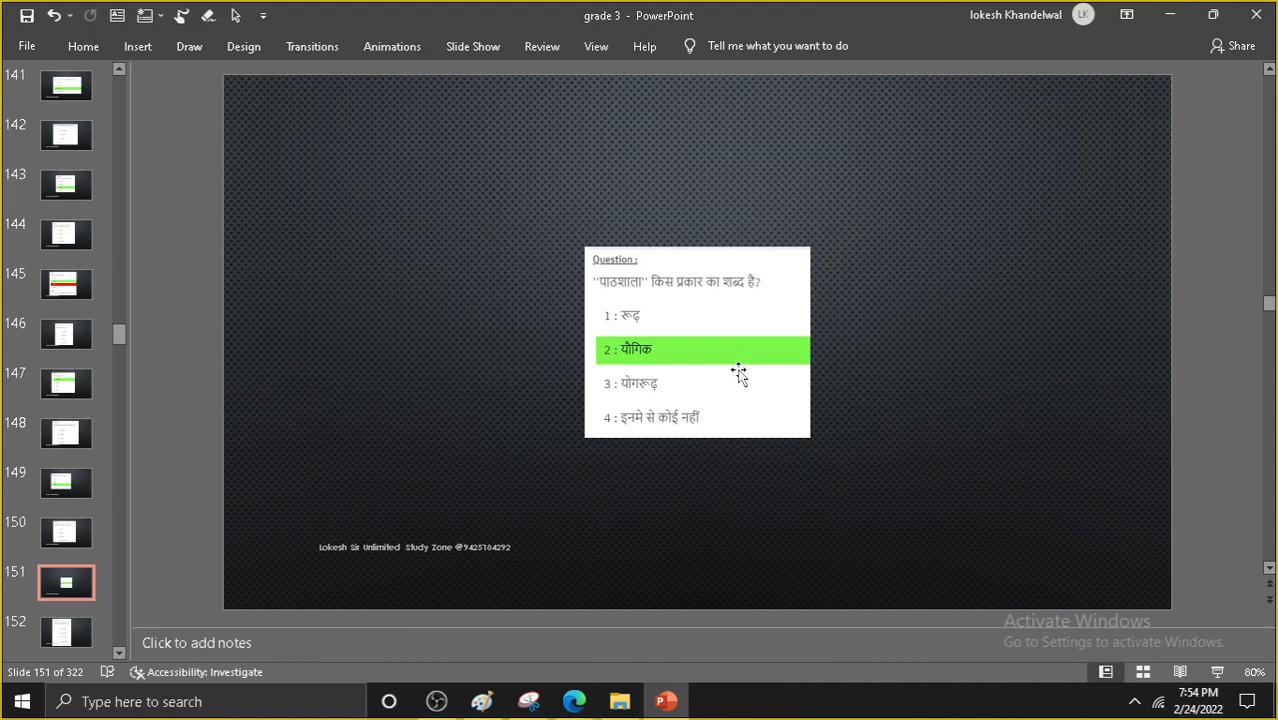 grade 3 - PowerPoint
lokesh Khandelwal
LK
File Home Insert Draw Design Transitions Animations Slide Show Review View Help Tell me what you want to do Share
141
142
143
144
145
146
147
148
149
150
151
152
Question :
''पाठशाला'' किस प्रकार का शब्द है?
1 : रूढ़
2 : यौगिक
3 : योगरूढ़
4 : इनमे से कोई नहीं
Lokesh Sir Unlimited Study Zone @9425184292
Activate Windows
Go to Settings to activate Windows.
Click to add notes
Slide 151 of 322 Accessibility: Investigate 80%
Type here to search
7:54 PM
2/24/2022